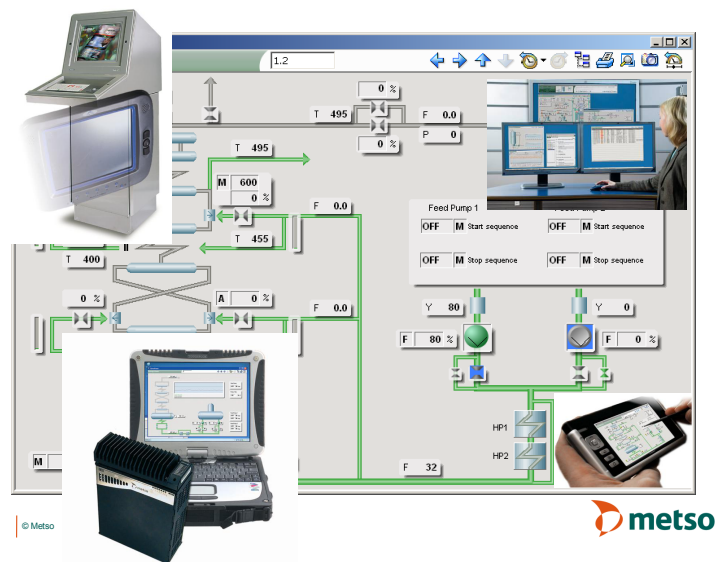 1.2
0 %
T 495
F 0.0
P 0
0 %
T 495
M 600
0 %
F 0.0
T 455
T 400
0 %
A 0 %
F 0.0
Feed Pump 1
OFF M Start sequence
OFF M Start sequence
OFF M Stop sequence
OFF M Stop sequence
Y 80
Y 0
F 80 %
F 0 %
HP1
HP2
M
F 32
© Metso
metso